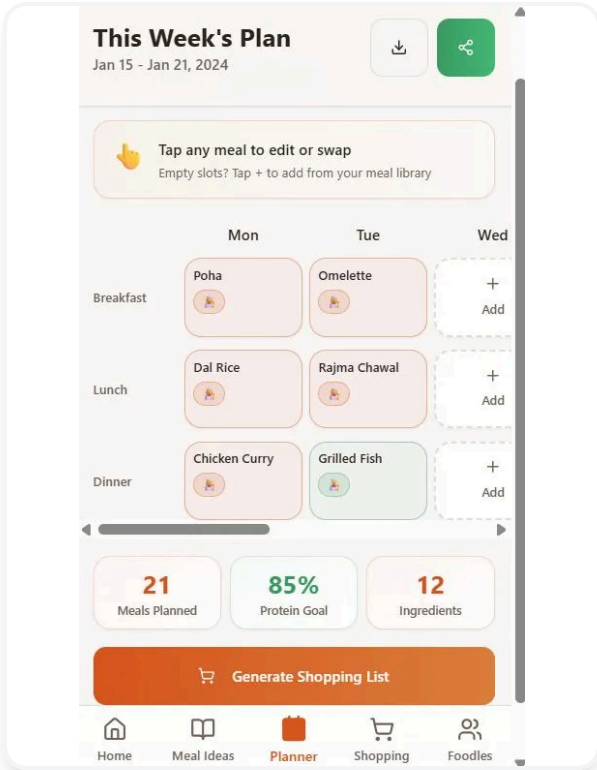 This Week's Plan
Jan 15 - Jan 21, 2024
Tap any meal to edit or swap
Empty slots? Tap + to add from your meal library
Mon Tue Wed
Breakfast Poha Omelette + Add
Lunch Dal Rice Rajma Chawal + Add
Dinner Chicken Curry Grilled Fish + Add
21 85% 12
Meals Planned Protein Goal Ingredients
Generate Shopping List
Home Meal Ideas Planner Shopping Foodles